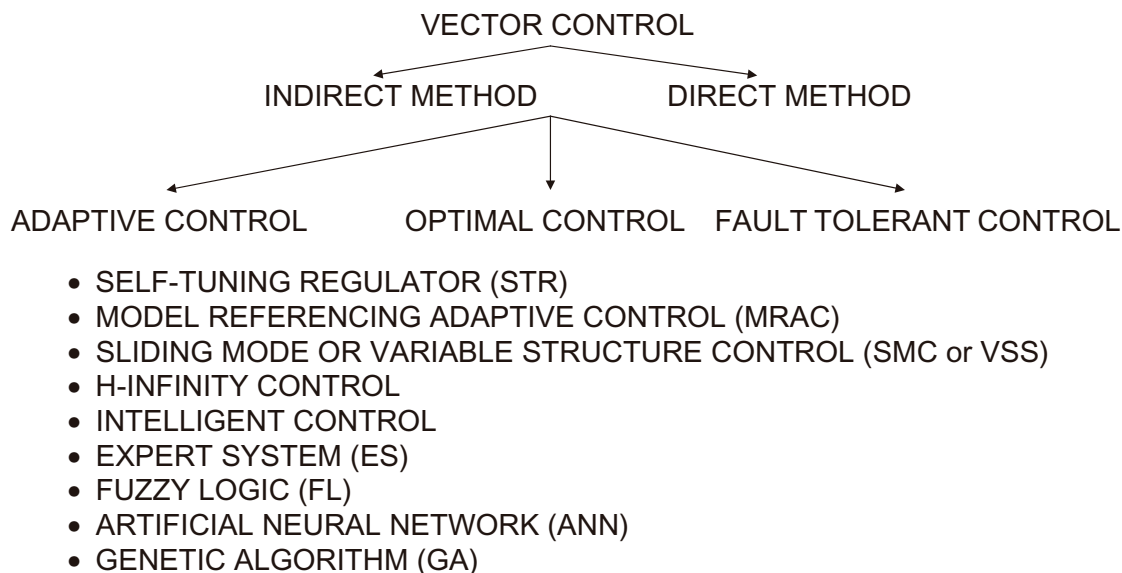 VECTOR CONTROL
INDIRECT METHOD DIRECT METHOD
ADAPTIVE CONTROL OPTIMAL CONTROL FAULT TOLERANT CONTROL
• SELF-TUNING REGULATOR (STR)
• MODEL REFERENCING ADAPTIVE CONTROL (MRAC)
• SLIDING MODE OR VARIABLE STRUCTURE CONTROL (SMC or VSS)
• H-INFINITY CONTROL
• INTELLIGENT CONTROL
• EXPERT SYSTEM (ES)
• FUZZY LOGIC (FL)
• ARTIFICIAL NEURAL NETWORK (ANN)
• GENETIC ALGORITHM (GA)